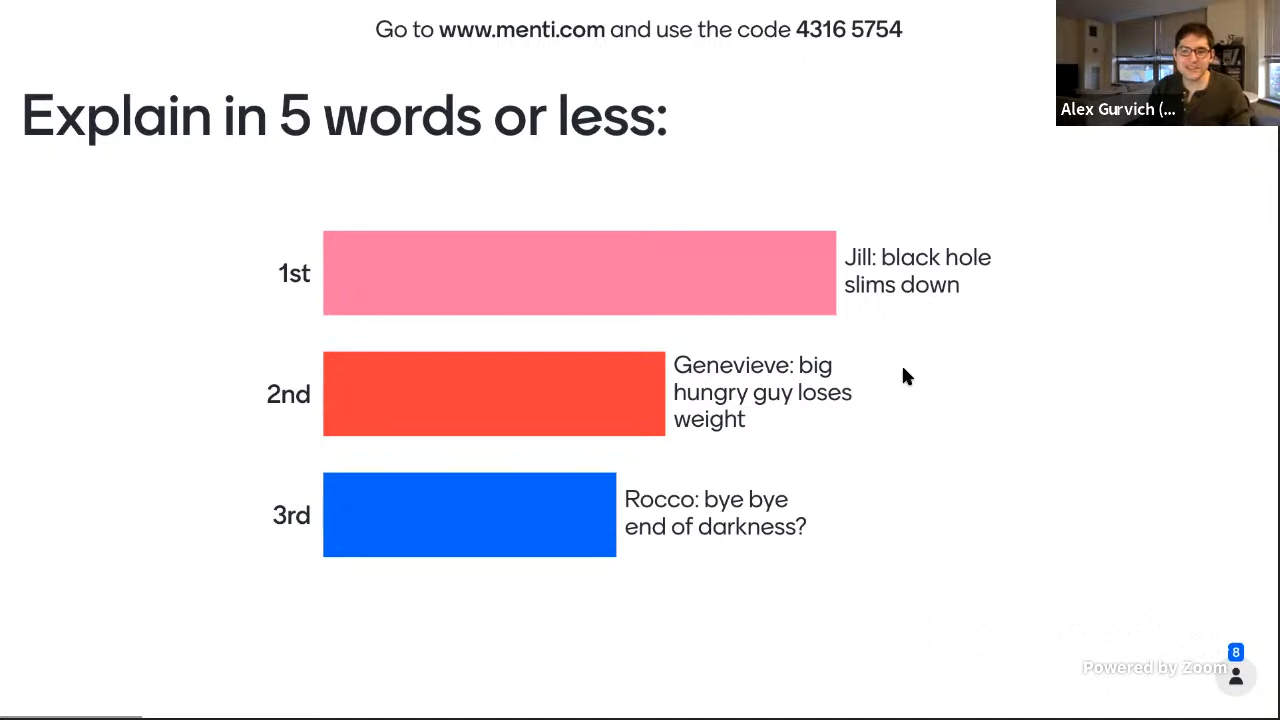 Go to www.menti.com and use the code 4316 5754
Alex Gurvich (...
Explain in 5 words or less:
1st
Jill: black hole
slims down
2nd
Genevieve: big
hungry guy loses
weight
3rd
Rocco: bye bye
end of darkness?
8
Powered by Zoom